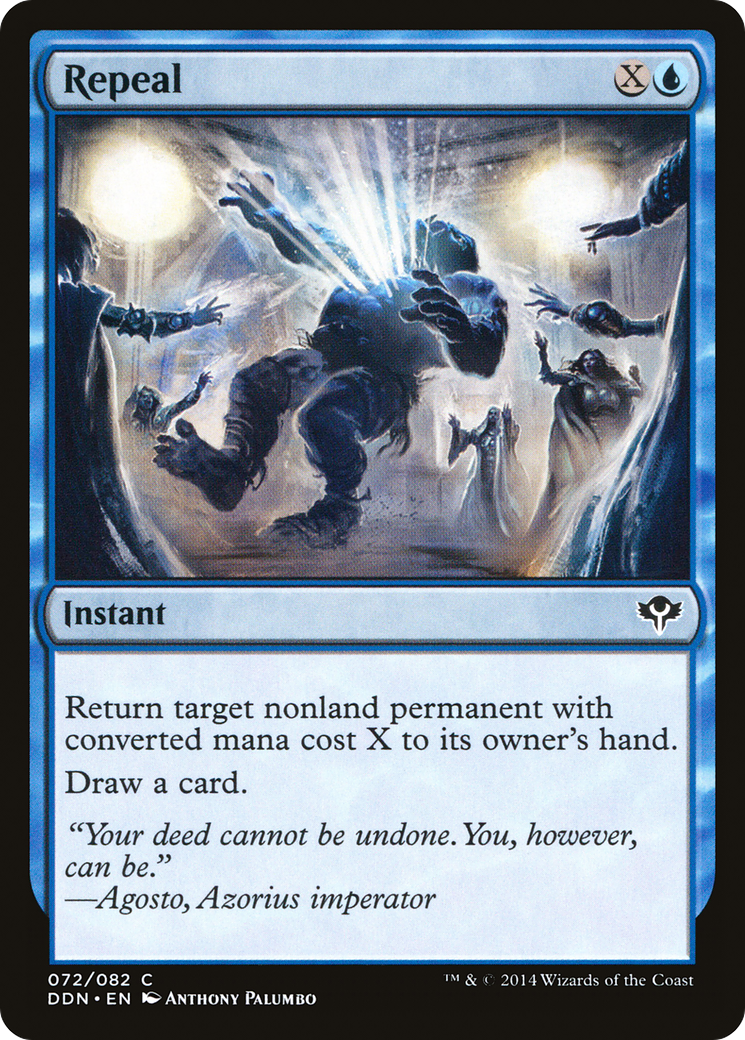 Repeal
X
Instant
Return target nonland permanent with
converted mana cost X to its owner's hand.
Draw a card.
“Your deed cannot be undone. You, however,
can be.”
—Agosto, Azorius imperator
072/082 C
DDN • EN Anthony Palumbo
™ & © 2014 Wizards of the Coast